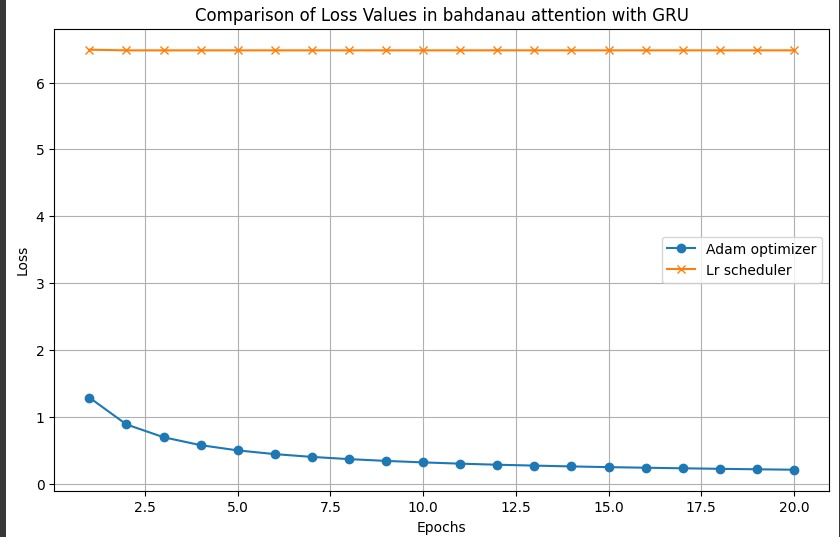 Comparison of Loss Values in bahdanau attention with GRU
6
5
4
3
2
1
0
Loss
Adam optimizer
Lr scheduler
2.5 5.0 7.5 10.0 12.5 15.0 17.5 20.0
Epochs